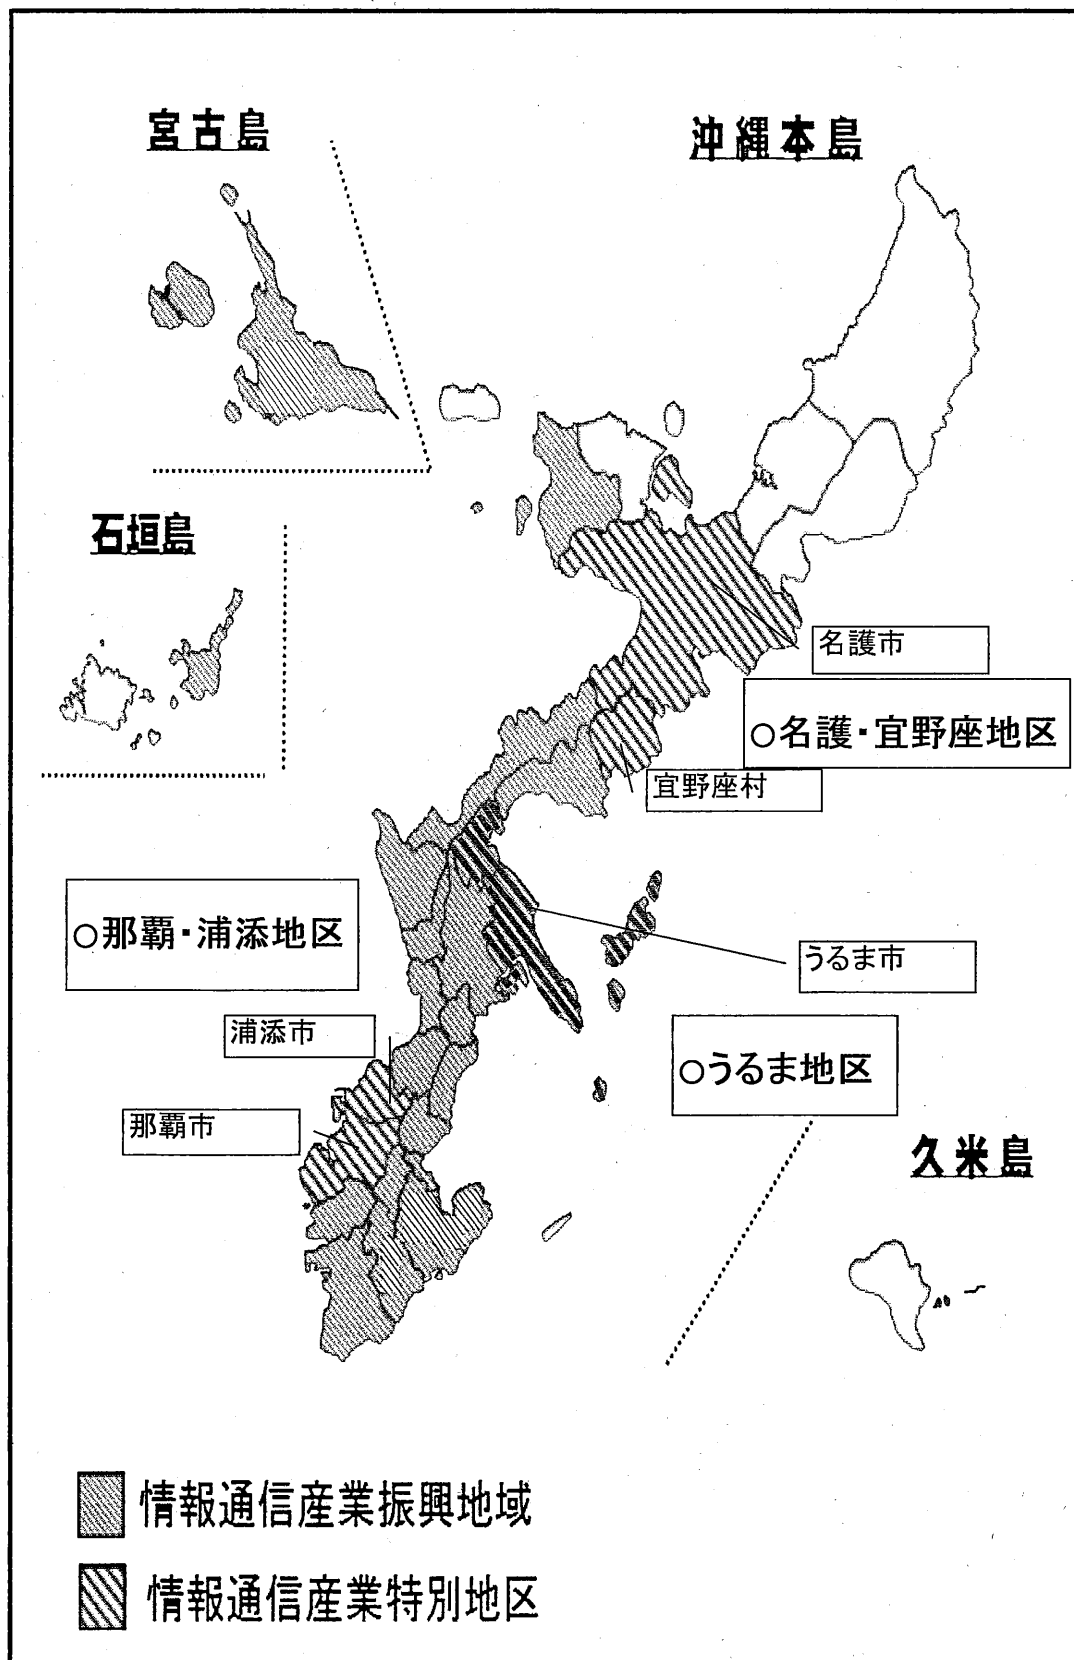 宮古島
沖縄本島
石垣島
名護市
○名護・宜野座地区
宜野座村
○那覇・浦添地区
うるま市
浦添市
○うるま地区
那覇市
久米島
情報通信産業振興地域
情報通信産業特別地区